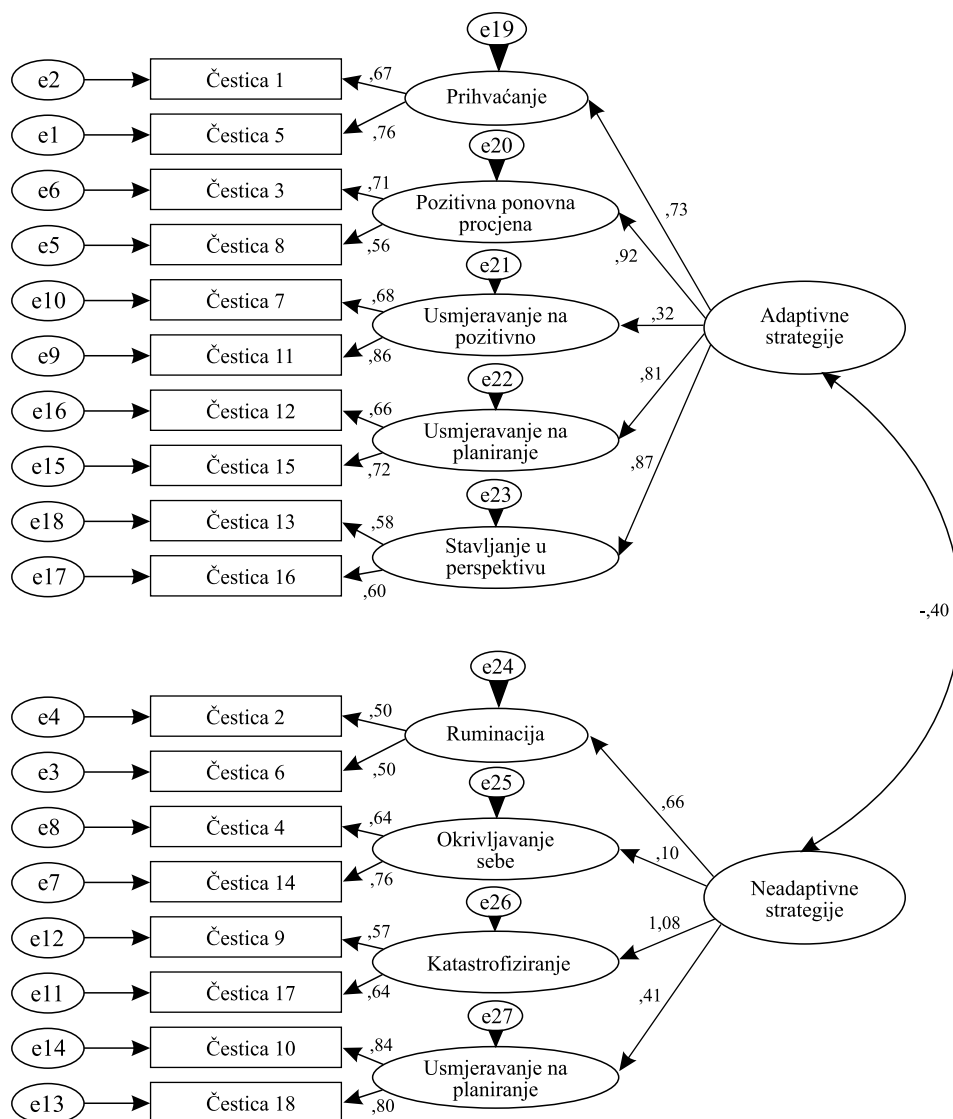 e19
e2
Čestica 1
,67
Prihvaćanje
e1
Čestica 5
,76
e20
e6
Čestica 3
,71
Pozitivna ponovna
procjena
,73
e5
Čestica 8
,56
,92
e21
e10
Čestica 7
,68
Usmjeravanje na
pozitivno
,32
Adaptivne
strategije
e9
Čestica 11
,86
e22
,81
e16
Čestica 12
,66
Usmjeravanje na
planiranje
e15
Čestica 15
,72
,87
e23
e18
Čestica 13
,58
Stavljanje u
perspektivu
e17
Čestica 16
,60
-,40
e24
e4
Čestica 2
,50
Ruminacija
e3
Čestica 6
,50
e25
,66
e8
Čestica 4
,64
Okrivljavanje
sebe
,10
e7
Čestica 14
,76
e26
Neadaptivne
strategije
e12
Čestica 9
,57
1,08
Katastrofiziranje
e11
Čestica 17
,64
,41
e27
e14
Čestica 10
,84
Usmjeravanje na
planiranje
e13
Čestica 18
,80